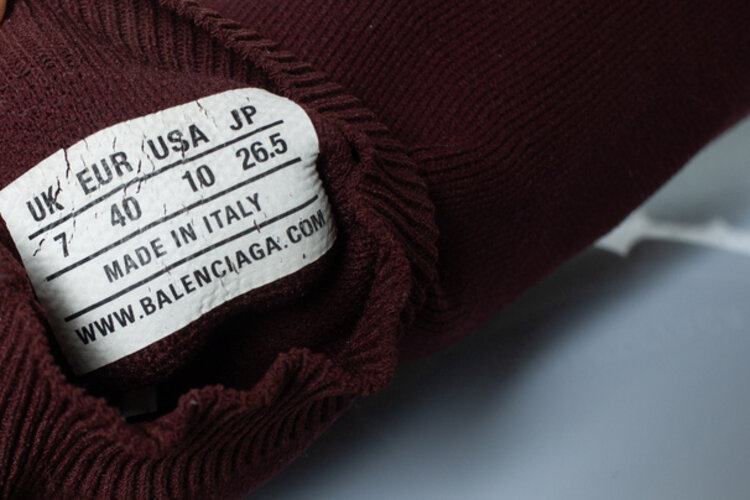 UK EUR USA JP
7 40 10 26.5
MADE IN ITALY
WWW.BALENCIAGA.COM